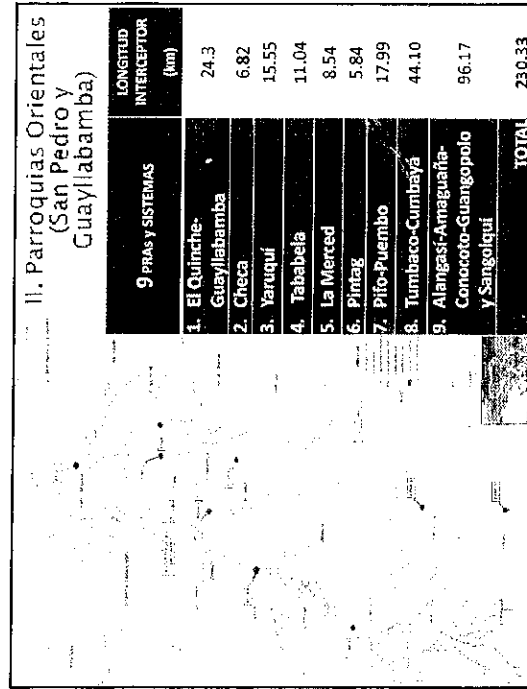 II. Parroquias Orientales
(San Pedro y
Guayllabamba)
9 PRAs y SISTEMAS
LONGITUD
INTERCEPTOR
(km)
1. El Quinche-
Guayllabamba
24.3
2. Checa
6.82
3. Yaruquí
15.55
4. Tababela
11.04
5. La Merced
8.54
6. Pintag
5.84
7. Pifo-Puembo
17.99
8. Tumbaco-Cumbayá
44.10
9. Alangasí-Amaguaña-
Conocoto-Guangopolo
y Sangolquí
96.17
TOTAL
230.33